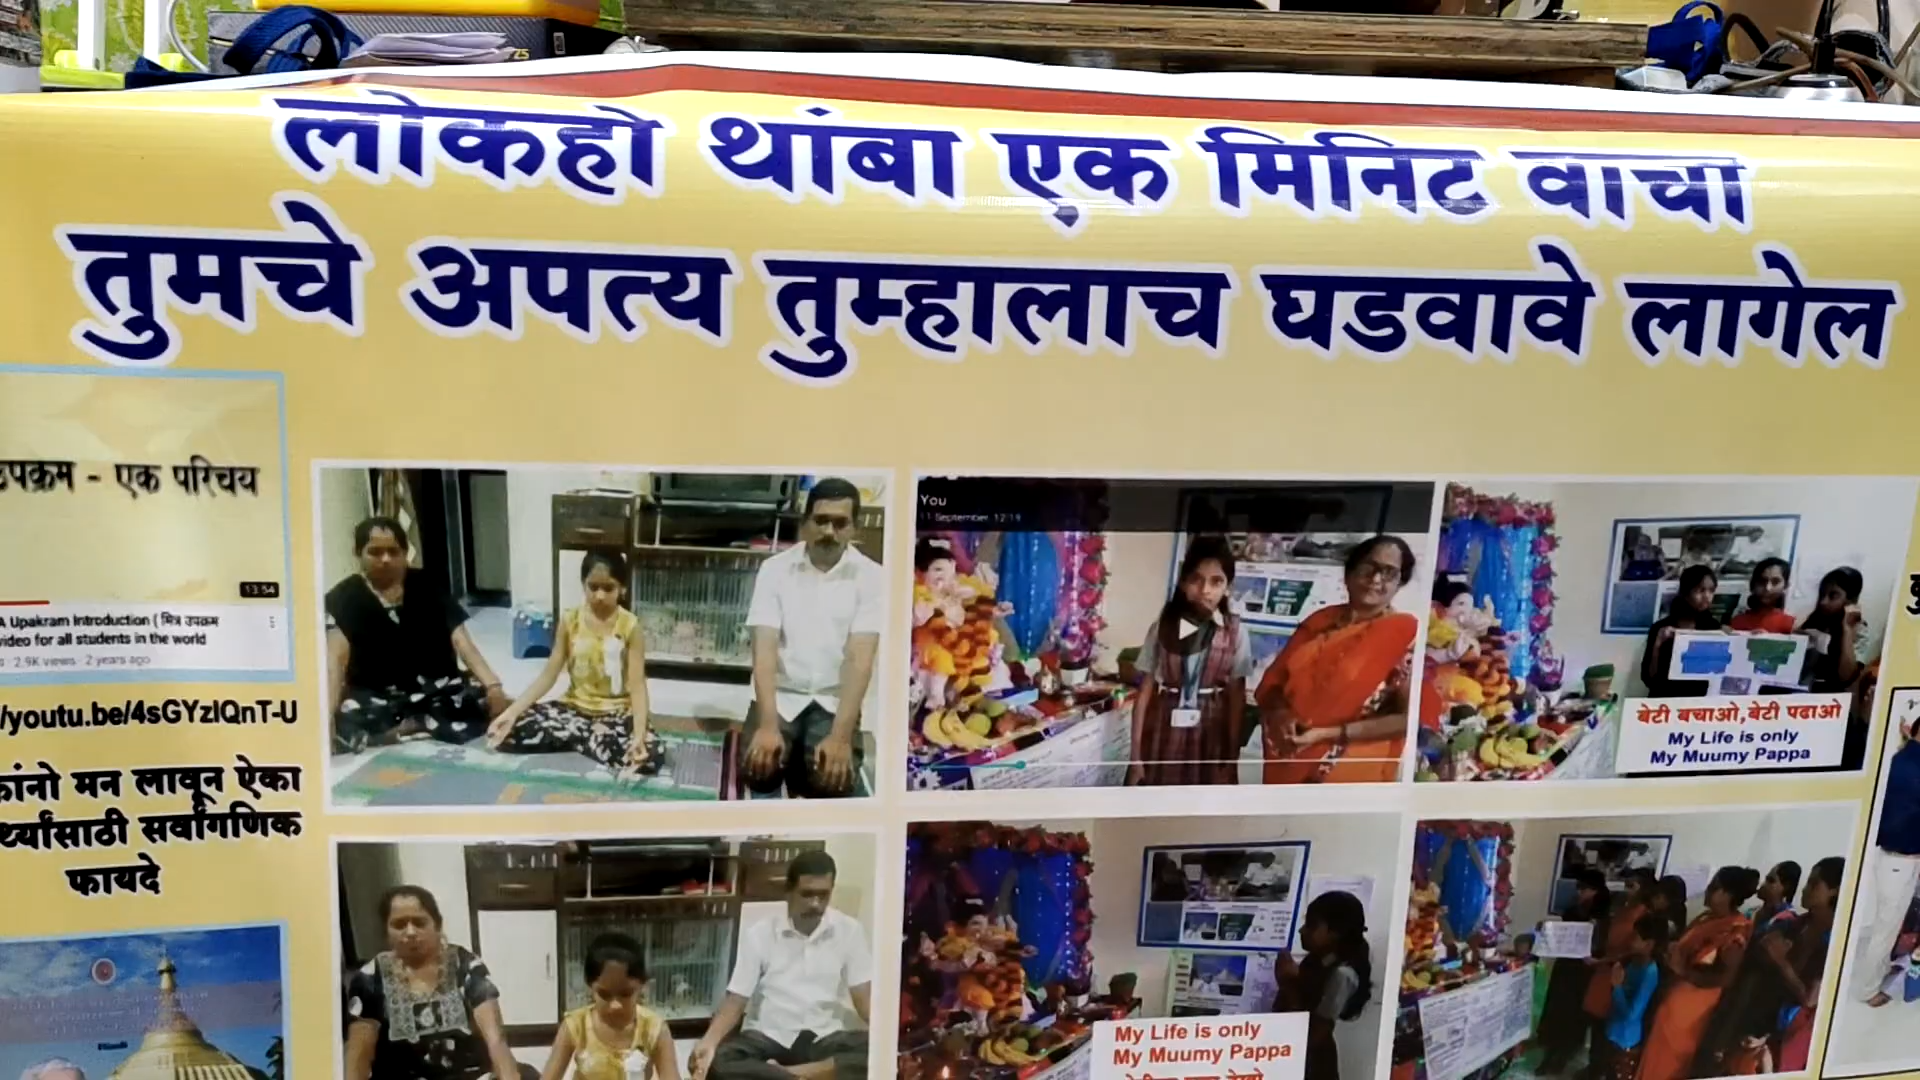 लोकहो थांबा एक मिनिट वाचा
तुमचे अपत्य तुम्हालाच घडवावे लागेल
उपक्रम - एक परिचय
13:54
A Upakram Introduction ( मित्र उपक्रम
video for all students in the world
2.9K views · 2 years ago
/youtu.be/4sGYzIQnT-U
मन लावून ऐका
सर्वांगणिक
फायदे
You
11 September, 12:19
बेटी बचाओ,बेटी पढाओ
My Life is only
My Muumy Pappa
My Life is only
My Muumy Pappa